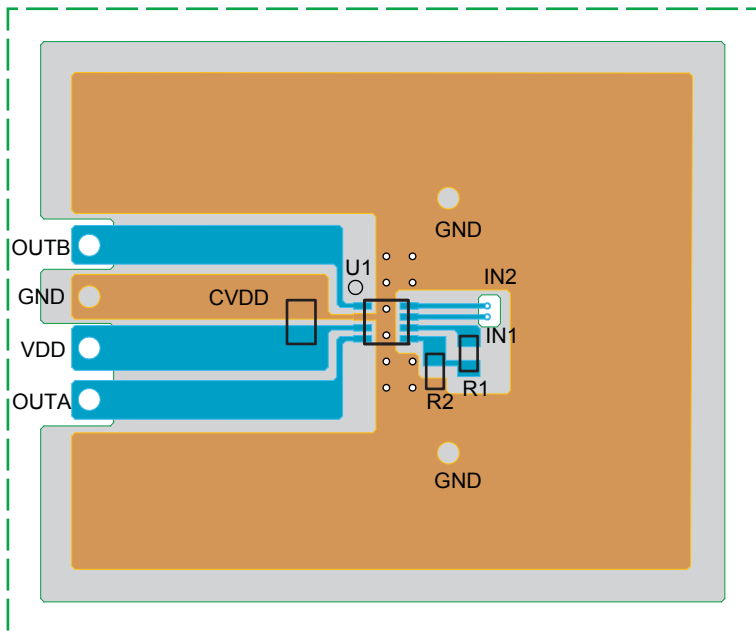 GND
OUTB
U1
IN2
GND
CVDD
IN1
VDD
R1
OUTA
R2
GND